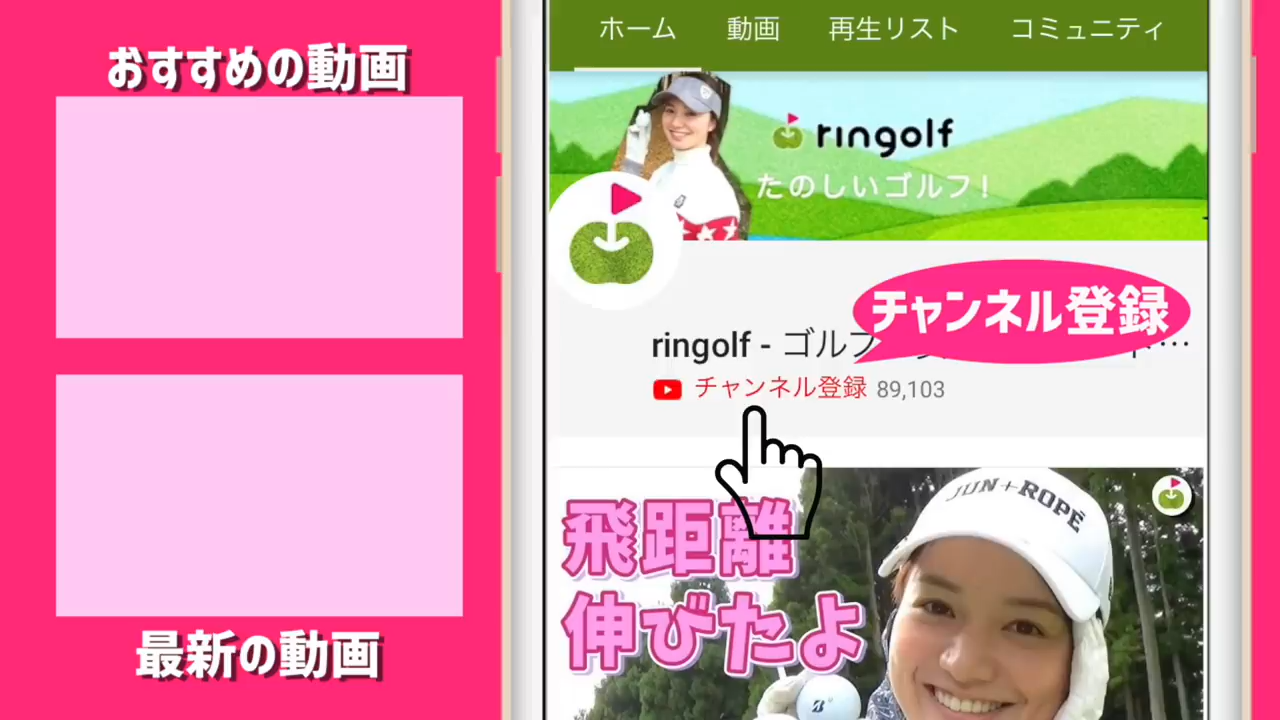 おすすめの動画
最新の動画
ホーム 動画 再生リスト コミュニティ
ringolf
たのしいゴルフ!
チャンネル登録
ringolf - ゴルフ
チャンネル登録 89,103
JUN+ROPÉ
飛距離
伸びたよ
B